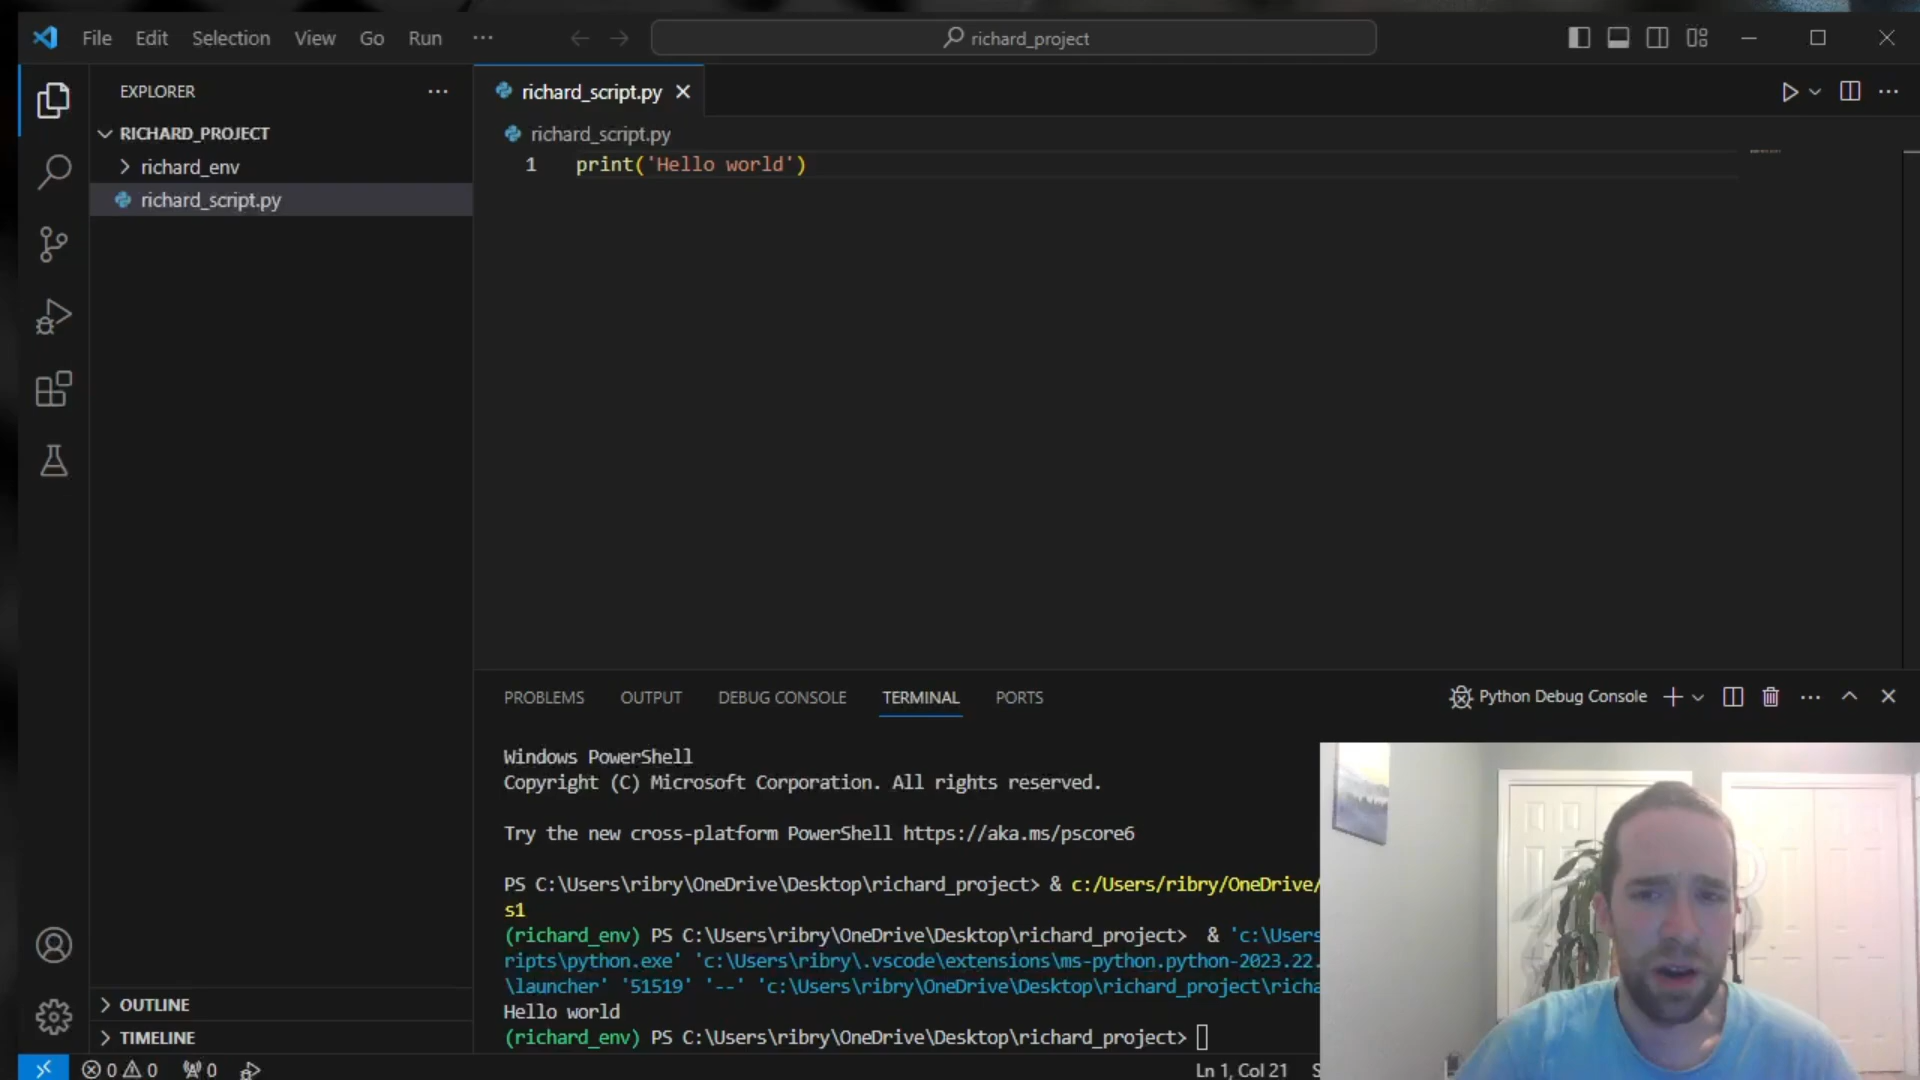 File Edit Selection View Go Run ...
richard_project
EXPLORER
RICHARD_PROJECT
richard_env
richard_script.py
OUTLINE
TIMELINE
richard_script.py
richard_script.py
1 print('Hello world')
PROBLEMS OUTPUT DEBUG CONSOLE TERMINAL PORTS
Python Debug Console
Windows PowerShell
Copyright (C) Microsoft Corporation. All rights reserved.
Try the new cross-platform PowerShell https://aka.ms/pscore6
PS C:\Users\ribry\OneDrive\Desktop\richard_project> & c:/Users/ribry/OneDrive/
s1
(richard_env) PS C:\Users\ribry\OneDrive\Desktop\richard_project> & 'c:\Users
ripts\python.exe' 'c:\Users\ribry\.vscode\extensions\ms-python.python-2023.22.
\launcher' '51519' '--' 'c:\Users\ribry\OneDrive\Desktop\richard_project\richa
Hello world
(richard_env) PS C:\Users\ribry\OneDrive\Desktop\richard_project>
0 0 0
Ln 1, Col 21 S